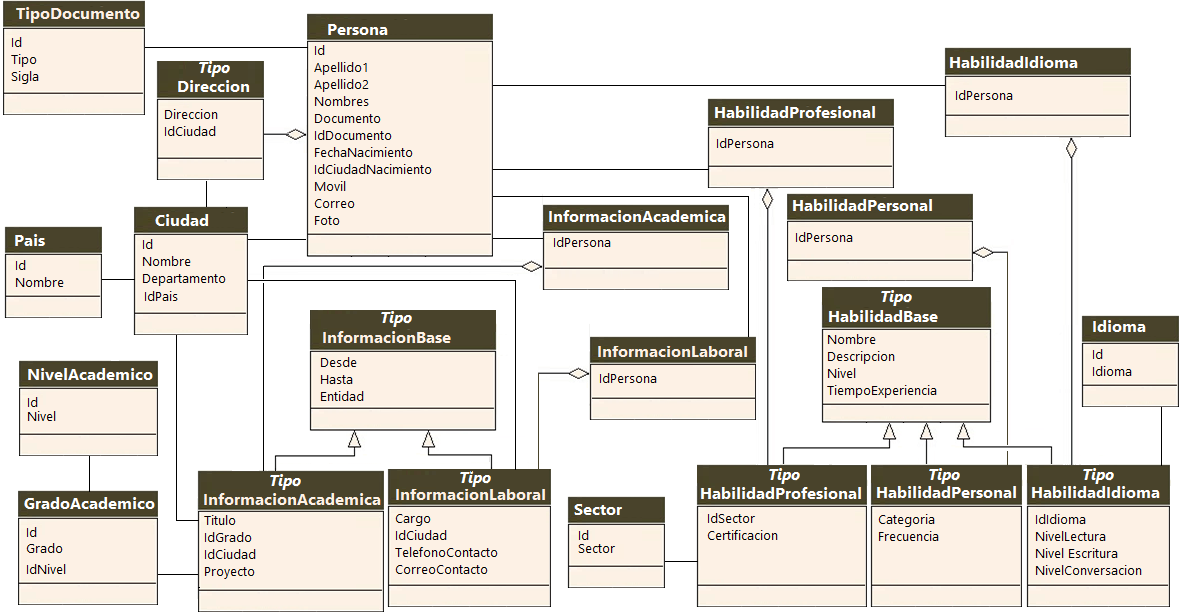 TipoDocumento
Id
Tipo
Sigla
Persona
Id
Apellido1
Apellido2
Nombres
Documento
IdDocumento
FechaNacimiento
IdCiudadNacimiento
Movil
Correo
Foto
Tipo
Direccion
Direccion
IdCiudad
HabilidadIdioma
IdPersona
HabilidadProfesional
IdPersona
HabilidadPersonal
IdPersona
Ciudad
Id
Nombre
Departamento
IdPais
Pais
Id
Nombre
InformacionAcademica
IdPersona
Tipo
InformacionBase
Desde
Hasta
Entidad
InformacionLaboral
IdPersona
Tipo
HabilidadBase
Nombre
Descripcion
Nivel
TiempoExperiencia
Idioma
Id
Idioma
NivelAcademico
Id
Nivel
GradoAcademico
Id
Grado
IdNivel
Tipo
InformacionAcademica
Titulo
IdGrado
IdCiudad
Proyecto
Tipo
InformacionLaboral
Cargo
IdCiudad
TelefonoContacto
CorreoContacto
Sector
Id
Sector
Tipo
HabilidadProfesional
IdSector
Certificacion
Tipo
HabilidadPersonal
Categoria
Frecuencia
Tipo
HabilidadIdioma
IdIdioma
NivelLectura
Nivel Escritura
NivelConversacion